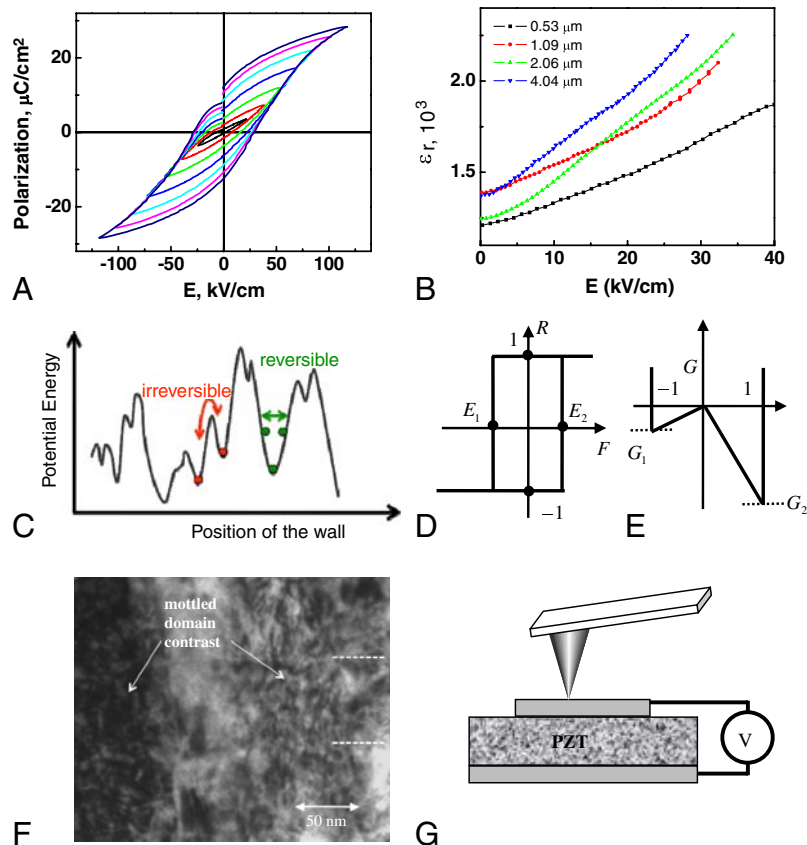 20
0
-20
Polarization, μC/cm²
-100
-50
0
50
100
E, kV/cm
A
0.53 μm
1.09 μm
2.06 μm
4.04 μm
2.0
1.5
ε r, 10³
0
10
20
30
40
E (kV/cm)
B
irreversible
reversible
Potential Energy
Position of the wall
C
1
R
E₁
E₂
F
−1
D
G
−1
1
G₁
G₂
E
mottled
domain
contrast
50 nm
F
PZT
V
G